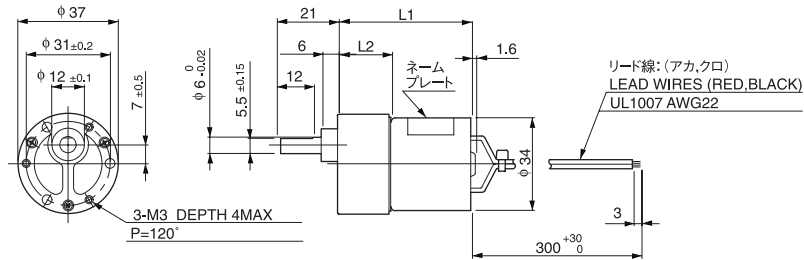 φ37
φ31±0.2
φ12 ±0.1
7 ±0.5
3-M3 DEPTH 4MAX
P=120°
21
L1
6
L2
1.6
12
φ6 0 -0.02
5.5 ±0.15
ネーム
プレート
φ34
リード線:(アカ,クロ)
LEAD WIRES (RED,BLACK)
UL1007 AWG22
3
300 +30 0